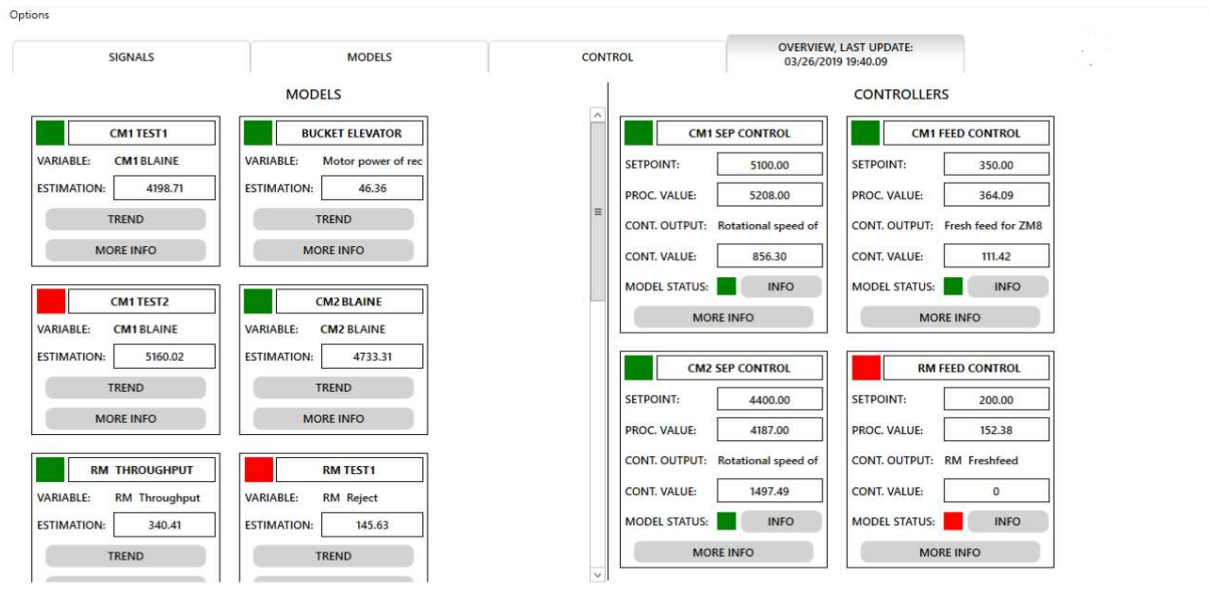 Options
SIGNALS
MODELS
CONTROL
OVERVIEW, LAST UPDATE:
03/26/2019 19:40.09
MODELS
CM1 TEST1
VARIABLE: CM1 BLAINE
ESTIMATION: 4198.71
TREND
MORE INFO
BUCKET ELEVATOR
VARIABLE: Motor power of rec
ESTIMATION: 46.36
TREND
MORE INFO
CM1 TEST2
VARIABLE: CM1 BLAINE
ESTIMATION: 5160.02
TREND
MORE INFO
CM2 BLAINE
VARIABLE: CM2 BLAINE
ESTIMATION: 4733.31
TREND
MORE INFO
RM THROUGHPUT
VARIABLE: RM Throughput
ESTIMATION: 340.41
TREND
RM TEST1
VARIABLE: RM Reject
ESTIMATION: 145.63
TREND
CONTROLLERS
CM1 SEP CONTROL
SETPOINT: 5100.00
PROC. VALUE: 5208.00
CONT. OUTPUT: Rotational speed of
CONT. VALUE: 856.30
MODEL STATUS: INFO
MORE INFO
CM1 FEED CONTROL
SETPOINT: 350.00
PROC. VALUE: 364.09
CONT. OUTPUT: Fresh feed for ZM8
CONT. VALUE: 111.42
MODEL STATUS: INFO
MORE INFO
CM2 SEP CONTROL
SETPOINT: 4400.00
PROC. VALUE: 4187.00
CONT. OUTPUT: Rotational speed of
CONT. VALUE: 1497.49
MODEL STATUS: INFO
MORE INFO
RM FEED CONTROL
SETPOINT: 200.00
PROC. VALUE: 152.38
CONT. OUTPUT: RM Freshfeed
CONT. VALUE: 0
MODEL STATUS: INFO
MORE INFO